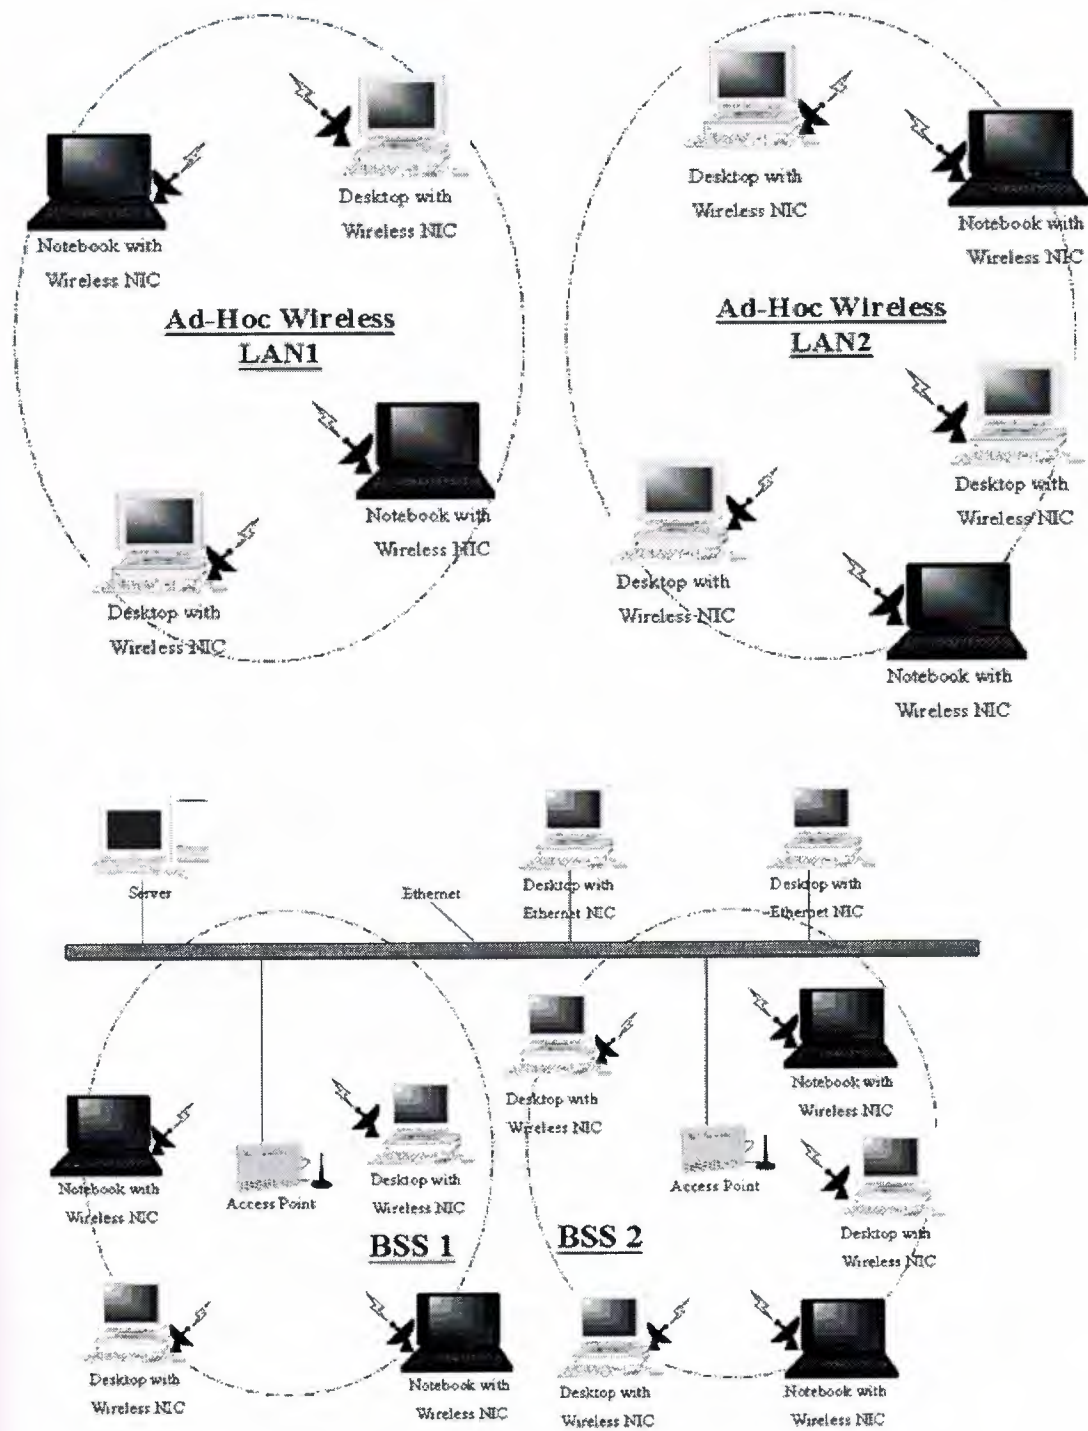 Desktop with
Wireless NIC
Notebook with
Wireless NIC
Ad-Hoc Wireless
LAN1
Notebook with
Wireless NIC
Desktop with
Wireless NIC
Desktop with
Wireless NIC
Notebook with
Wireless NIC
Ad-Hoc Wireless
LAN2
Desktop with
Wireless NIC
Desktop with
Wireless NIC
Notebook with
Wireless NIC
Server
Ethernet
Desktop with
Ethernet NIC
Desktop with
Ethernet NIC
Notebook with
Wireless NIC
Access Point
Desktop with
Wireless NIC
BSS 1
Desktop with
Wireless NIC
Notebook with
Wireless NIC
Desktop with
Wireless NIC
Notebook with
Wireless NIC
Access Point
Desktop with
Wireless NIC
BSS 2
Desktop with
Wireless NIC
Notebook with
Wireless NIC